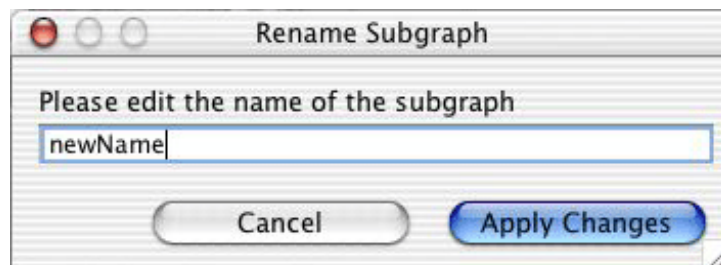 Rename Subgraph
Please edit the name of the subgraph
newName
Cancel Apply Changes